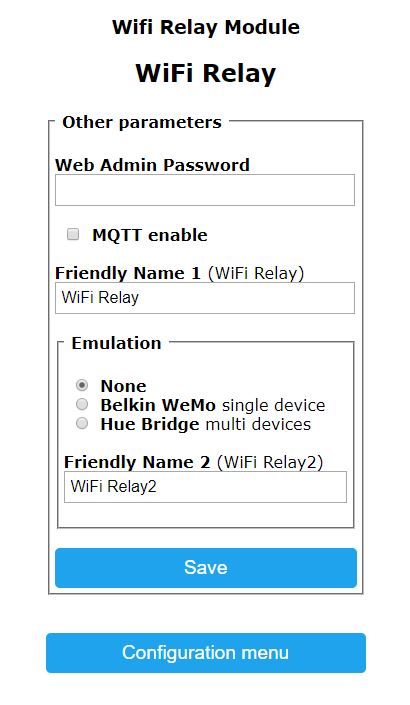 Wifi Relay Module
WiFi Relay
Other parameters
Web Admin Password
MQTT enable
Friendly Name 1 (WiFi Relay)
WiFi Relay
Emulation
None
Belkin WeMo single device
Hue Bridge multi devices
Friendly Name 2 (WiFi Relay2)
WiFi Relay2
Save
Configuration menu